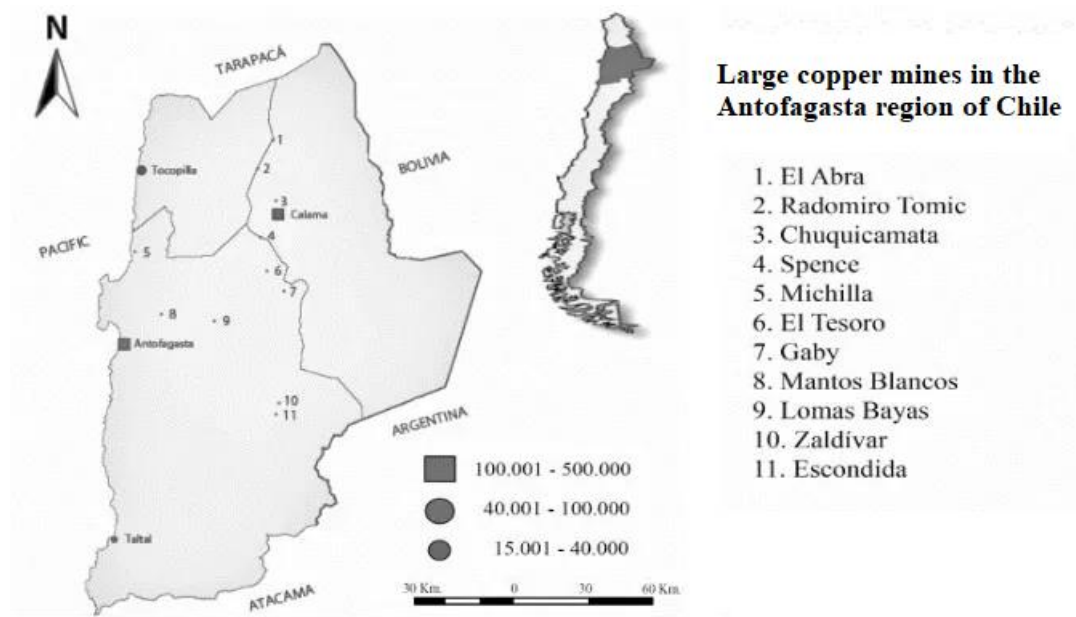 N
TARAPACÁ
BOLIVIA
PACIFIC
ARGENTINA
ATACAMA
1
2
Tocopilla
3
Calama
4
5
6
7
8
9
Antofagasta
10
11
Taltal
100.001 - 500.000
40.001 - 100.000
15.001 - 40.000
30 Km. 0 30 60 Km.
Large copper mines in the
Antofagasta region of Chile
1. El Abra
2. Radomiro Tomic
3. Chuquicamata
4. Spence
5. Michilla
6. El Tesoro
7. Gaby
8. Mantos Blancos
9. Lomas Bayas
10. Zaldívar
11. Escondida